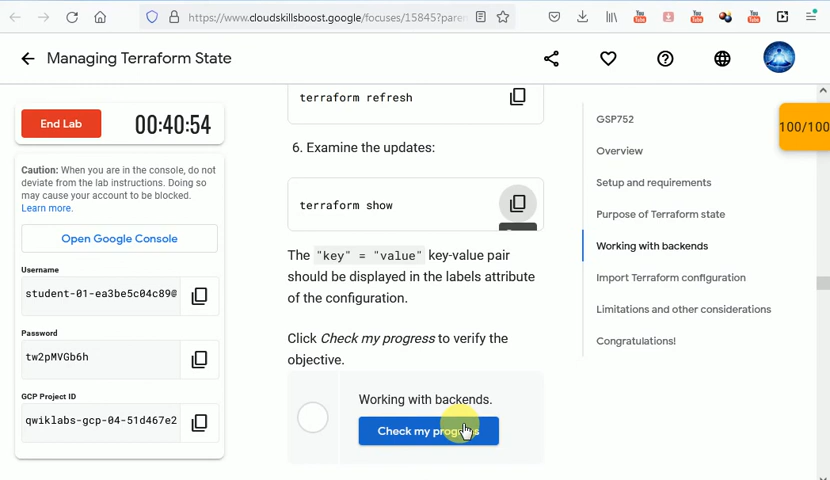 https://www.cloudskillsboost.google/focuses/15845?parent
Managing Terraform State
End Lab
00:40:54
Caution: When you are in the console, do not
deviate from the lab instructions. Doing so
may cause your account to be blocked.
Learn more.
Open Google Console
Username
student-01-ea3be5c04c89@
Password
tw2pMVGb6h
GCP Project ID
qwiklabs-gcp-04-51d467e2
terraform refresh
6. Examine the updates:
terraform show
The "key" = "value" key-value pair
should be displayed in the labels attribute
of the configuration.
Click Check my progress to verify the
objective.
Working with backends.
Check my progress
GSP752
Overview
Setup and requirements
Purpose of Terraform state
Working with backends
Import Terraform configuration
Limitations and other considerations
Congratulations!
100/100